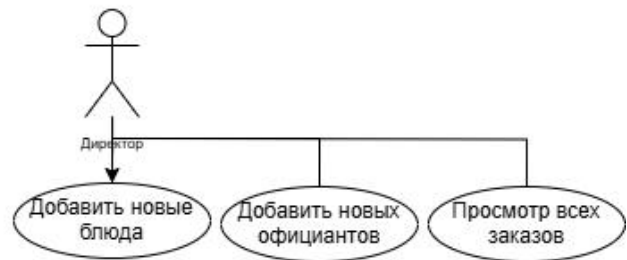 Директор
Добавить новые
блюда
Добавить новых
официантов
Просмотр всех
заказов